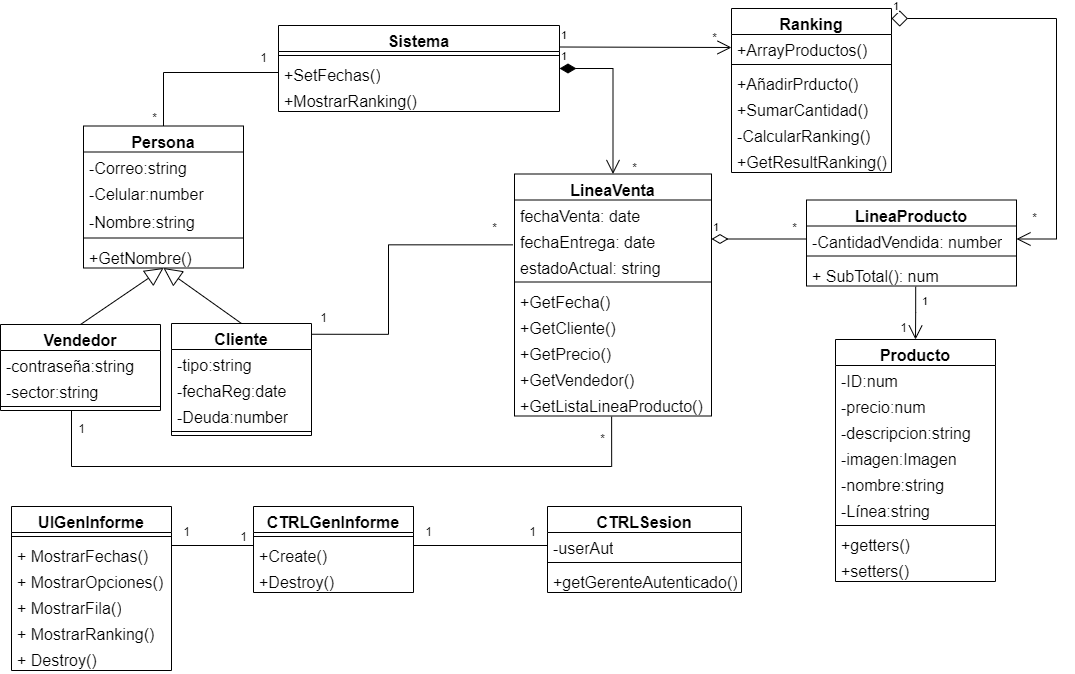 Sistema
+SetFechas()
+MostrarRanking()
1
1
1
*
*
1
*
Ranking
+ArrayProductos()
+AñadirPrducto()
+SumarCantidad()
-CalcularRanking()
+GetResultRanking()
1
*
Persona
-Correo:string
-Celular:number
-Nombre:string
+GetNombre()
LineaVenta
fechaVenta: date
fechaEntrega: date
estadoActual: string
+GetFecha()
+GetCliente()
+GetPrecio()
+GetVendedor()
+GetListaLineaProducto()
*
1
*
1
*
LineaProducto
-CantidadVendida: number
+ SubTotal(): num
1
1
Vendedor
-contraseña:string
-sector:string
1
Cliente
-tipo:string
-fechaReg:date
-Deuda:number
Producto
-ID:num
-precio:num
-descripcion:string
-imagen:Imagen
-nombre:string
-Línea:string
+getters()
+setters()
UIGenInforme
+ MostrarFechas()
+ MostrarOpciones()
+ MostrarFila()
+ MostrarRanking()
+ Destroy()
1
1
CTRLGenInforme
+Create()
+Destroy()
1
1
CTRLSesion
-userAut
+getGerenteAutenticado()